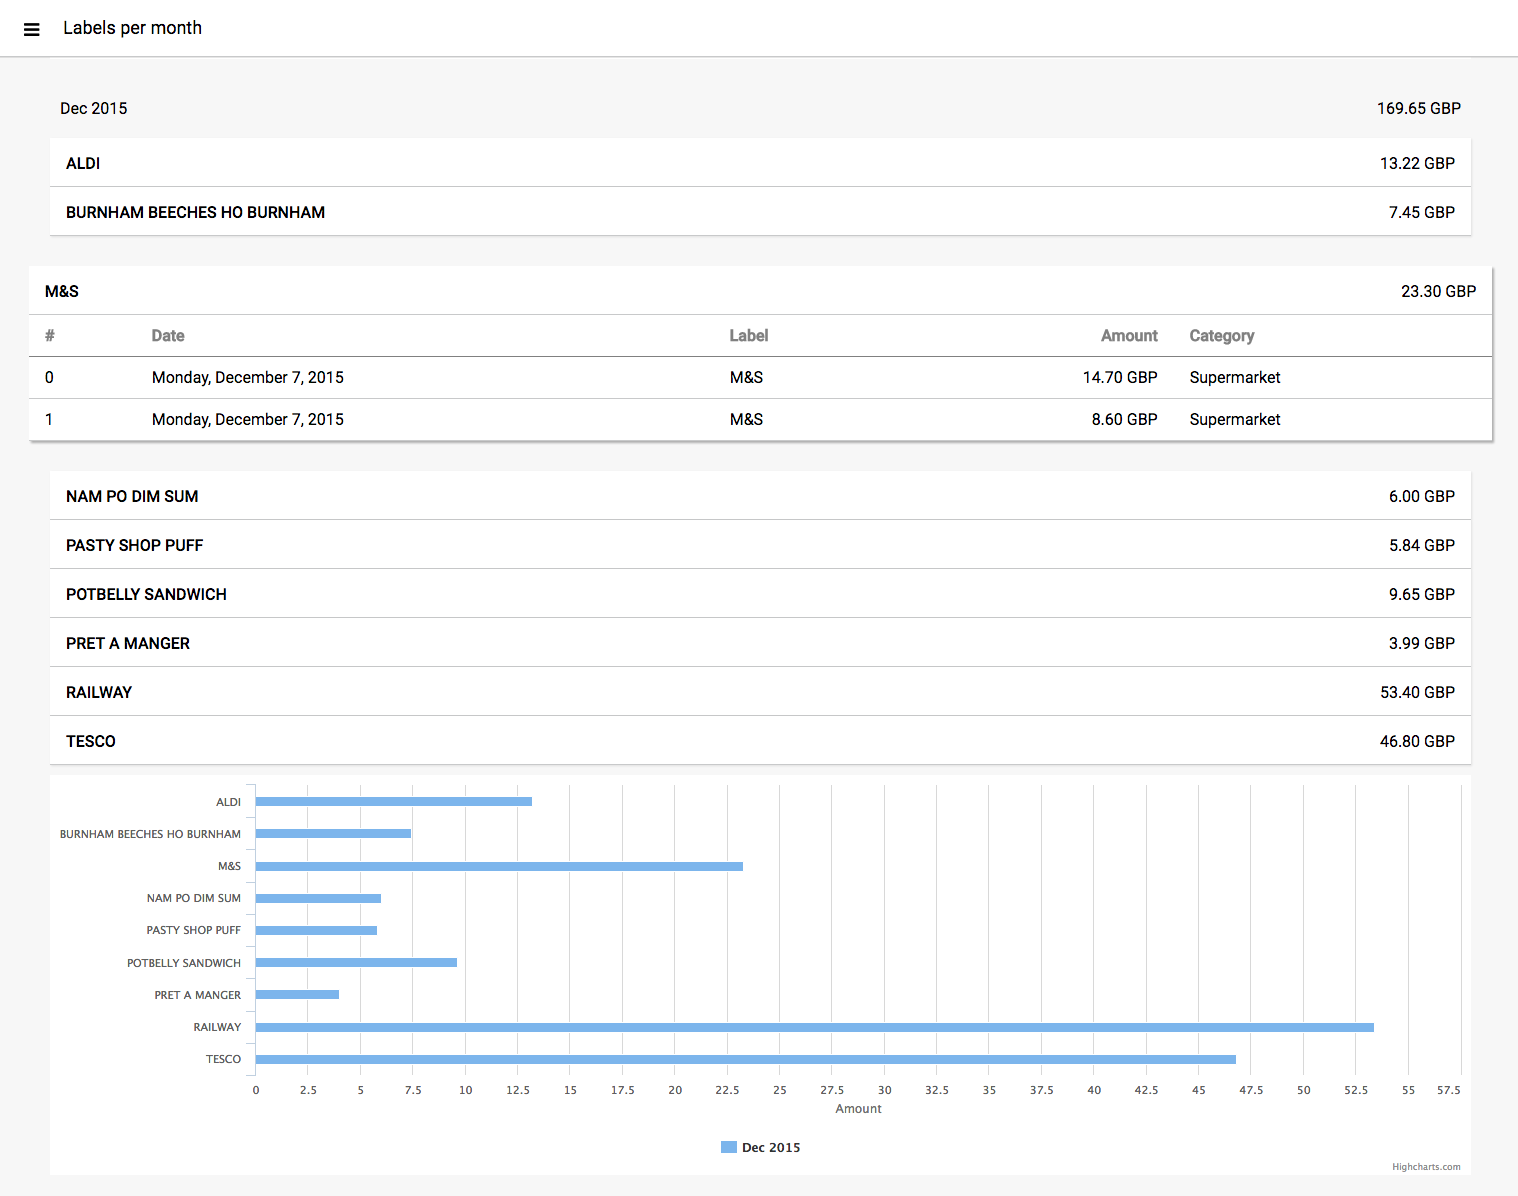 Labels per month
Dec 2015 169.65 GBP
ALDI 13.22 GBP
BURNHAM BEECHES HO BURNHAM 7.45 GBP
M&S 23.30 GBP
# Date Label Amount Category
0 Monday, December 7, 2015 M&S 14.70 GBP Supermarket
1 Monday, December 7, 2015 M&S 8.60 GBP Supermarket
NAM PO DIM SUM 6.00 GBP
PASTY SHOP PUFF 5.84 GBP
POTBELLY SANDWICH 9.65 GBP
PRET A MANGER 3.99 GBP
RAILWAY 53.40 GBP
TESCO 46.80 GBP
ALDI
BURNHAM BEECHES HO BURNHAM
M&S
NAM PO DIM SUM
PASTY SHOP PUFF
POTBELLY SANDWICH
PRET A MANGER
RAILWAY
TESCO
0 2.5 5 7.5 10 12.5 15 17.5 20 22.5 25 27.5 30 32.5 35 37.5 40 42.5 45 47.5 50 52.5 55 57.5
Amount
Dec 2015
Highcharts.com